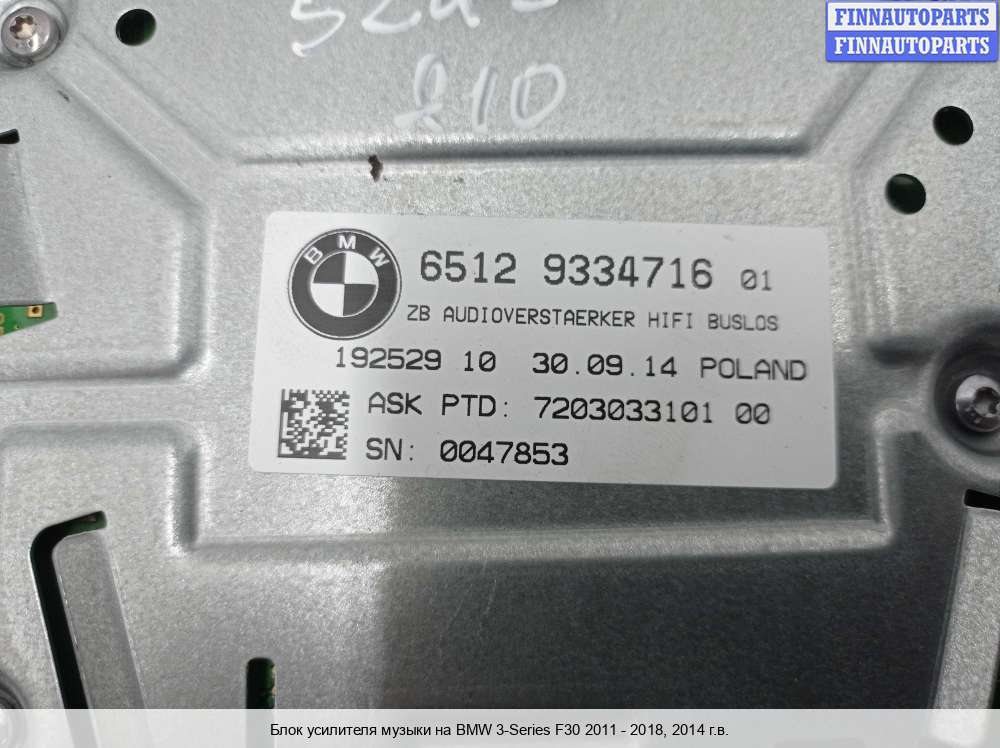 FINNAUTOPARTS
FINNAUTOPARTS
210
BMW
6512 9334716 01
ZB AUDIOVERSTAERKER HIFI BUSLOS
192529 10 30.09.14 POLAND
ASK PTD: 7203033101 00
SN: 0047853
Блок усилителя музыки на BMW 3-Series F30 2011 - 2018, 2014 г.в.